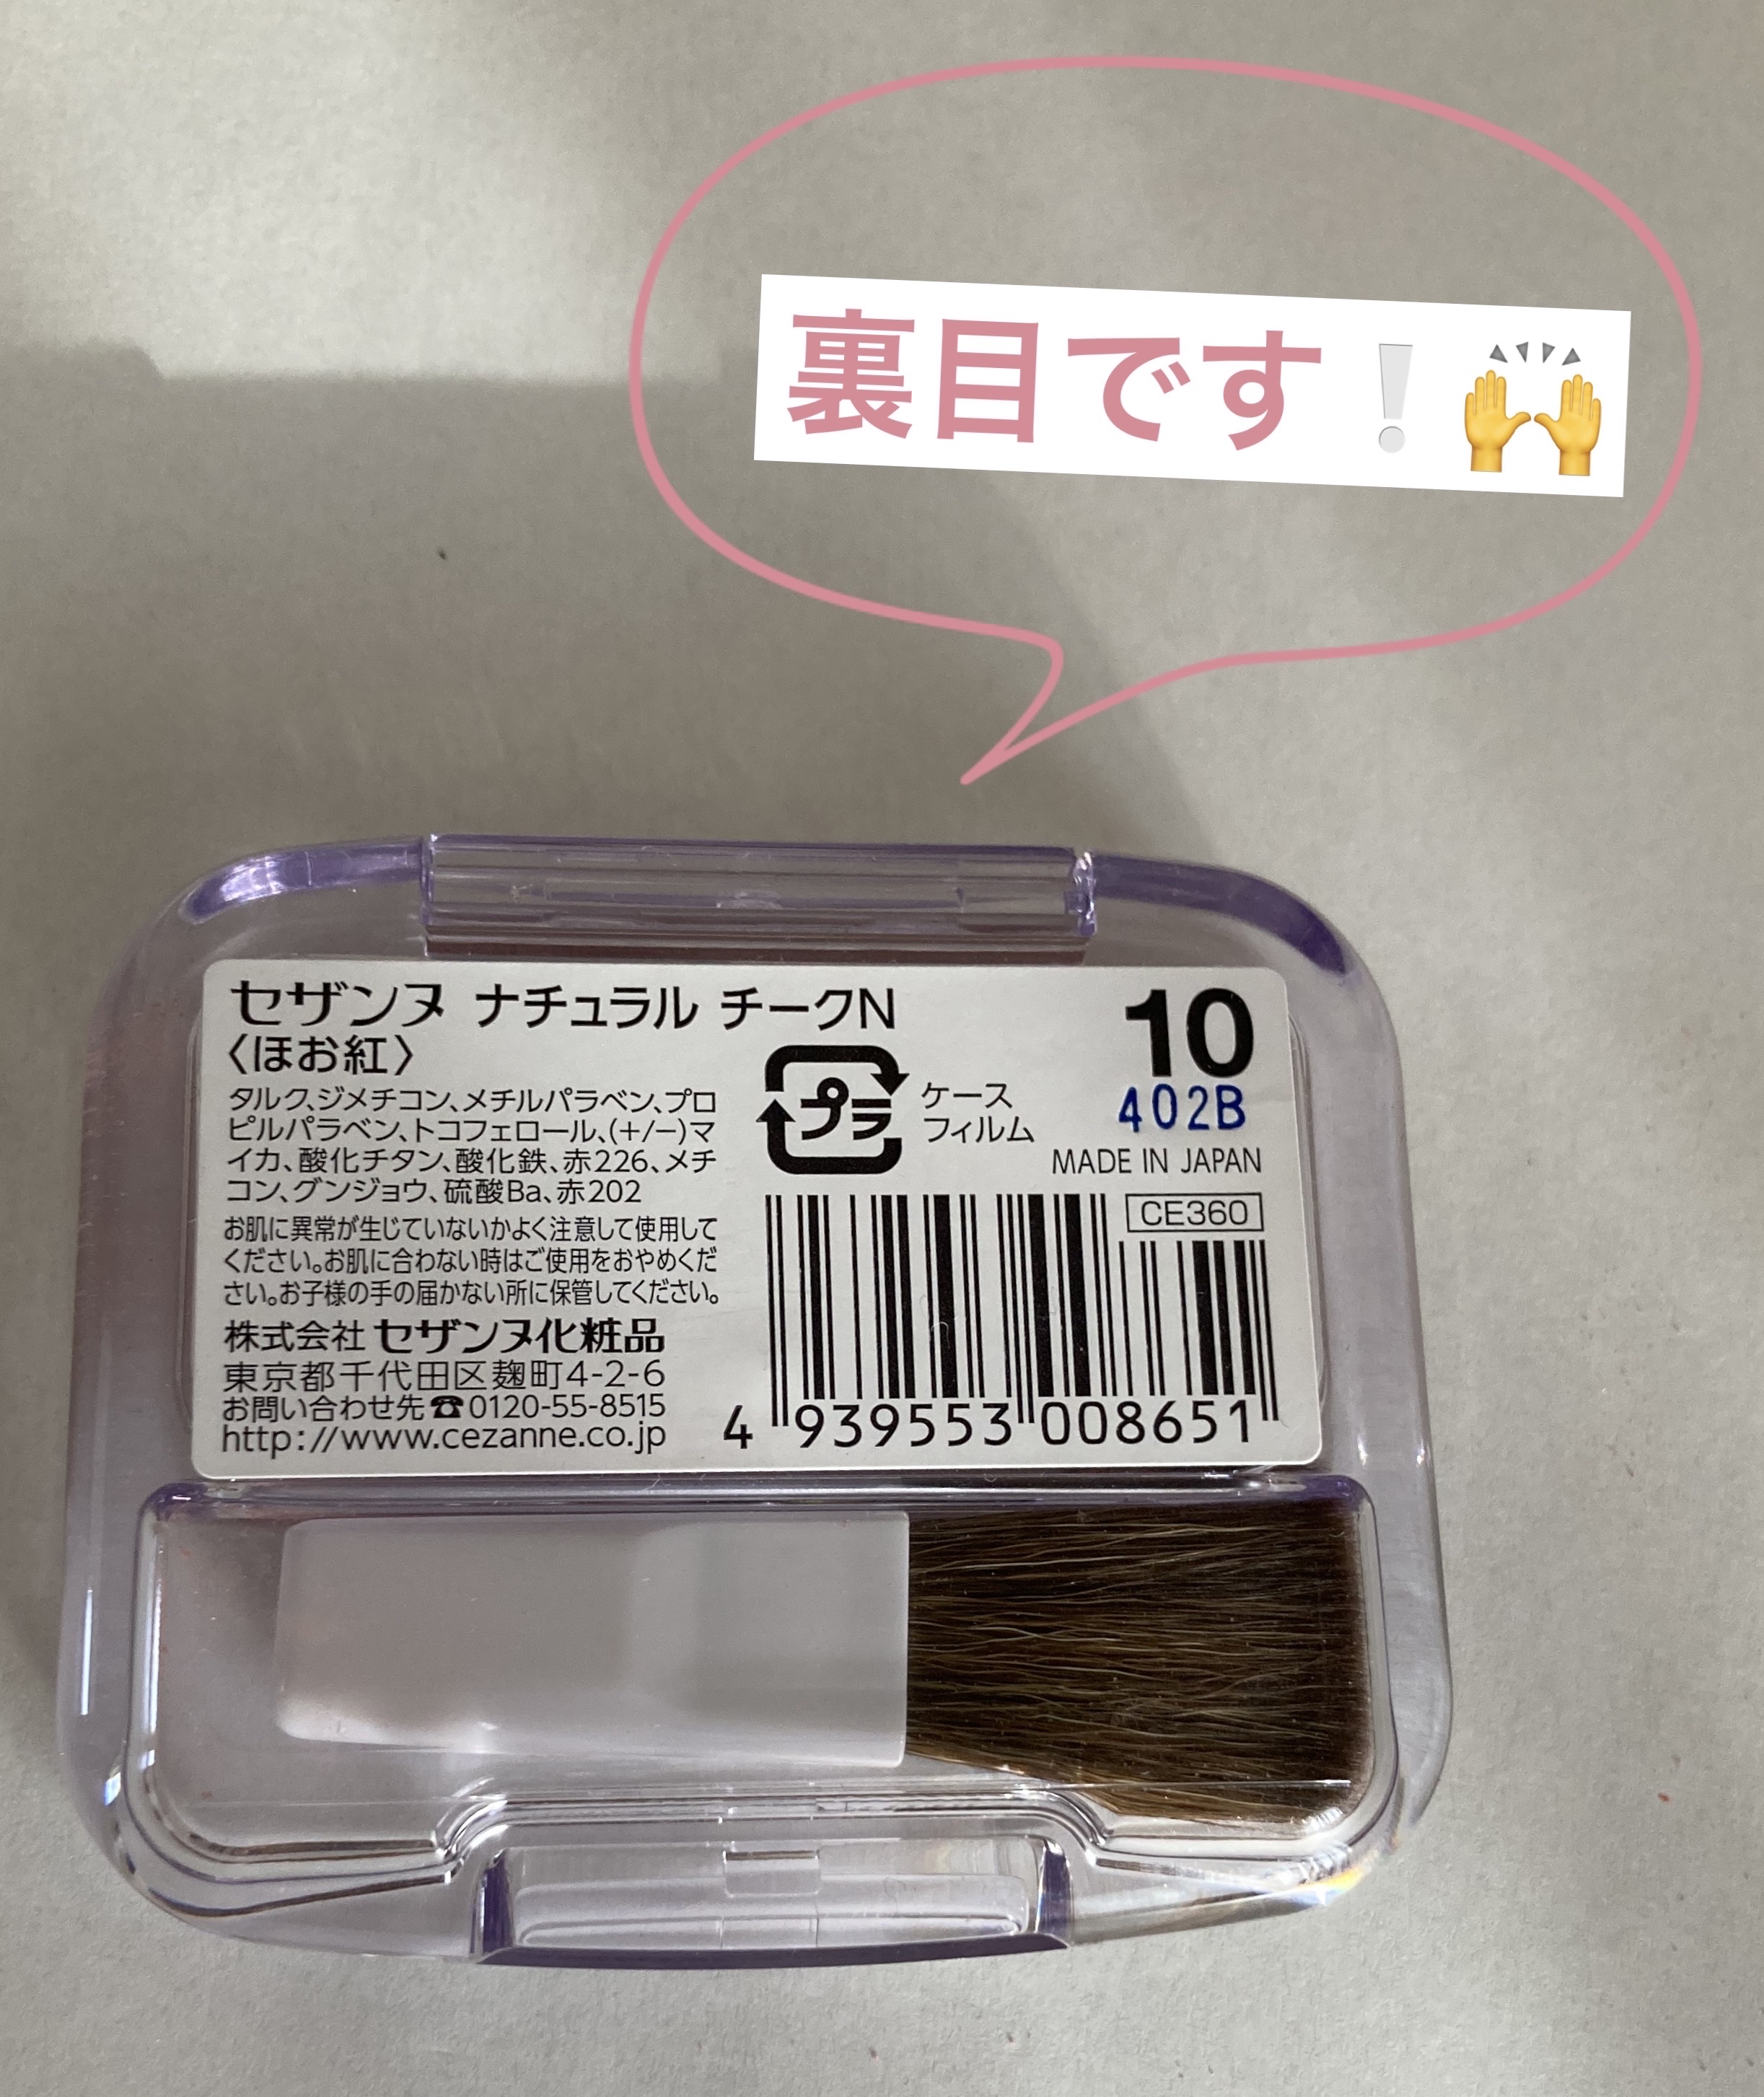 裏目です❕🙌
セザンヌ ナチュラル チークN
〈ほお紅〉
タルク、ジメチコン、メチルパラベン、プロ
ピルパラベン、トコフェロール、(+/−)マ
イカ、酸化チタン、酸化鉄、赤226、メチ
コン、グンジョウ、硫酸Ba、赤202
お肌に異常が生じていないかよく注意して使用して
ください。お肌に合わない時はご使用をおやめくだ
さい。お子様の手の届かない所に保管してください。
株式会社 セザンヌ化粧品
東京都千代田区麹町4-2-6
お問い合わせ先☎0120-55-8515
http://www.cezanne.co.jp
プラ
ケース
フィルム
10
402B
MADE IN JAPAN
CE360
4 939553 008651